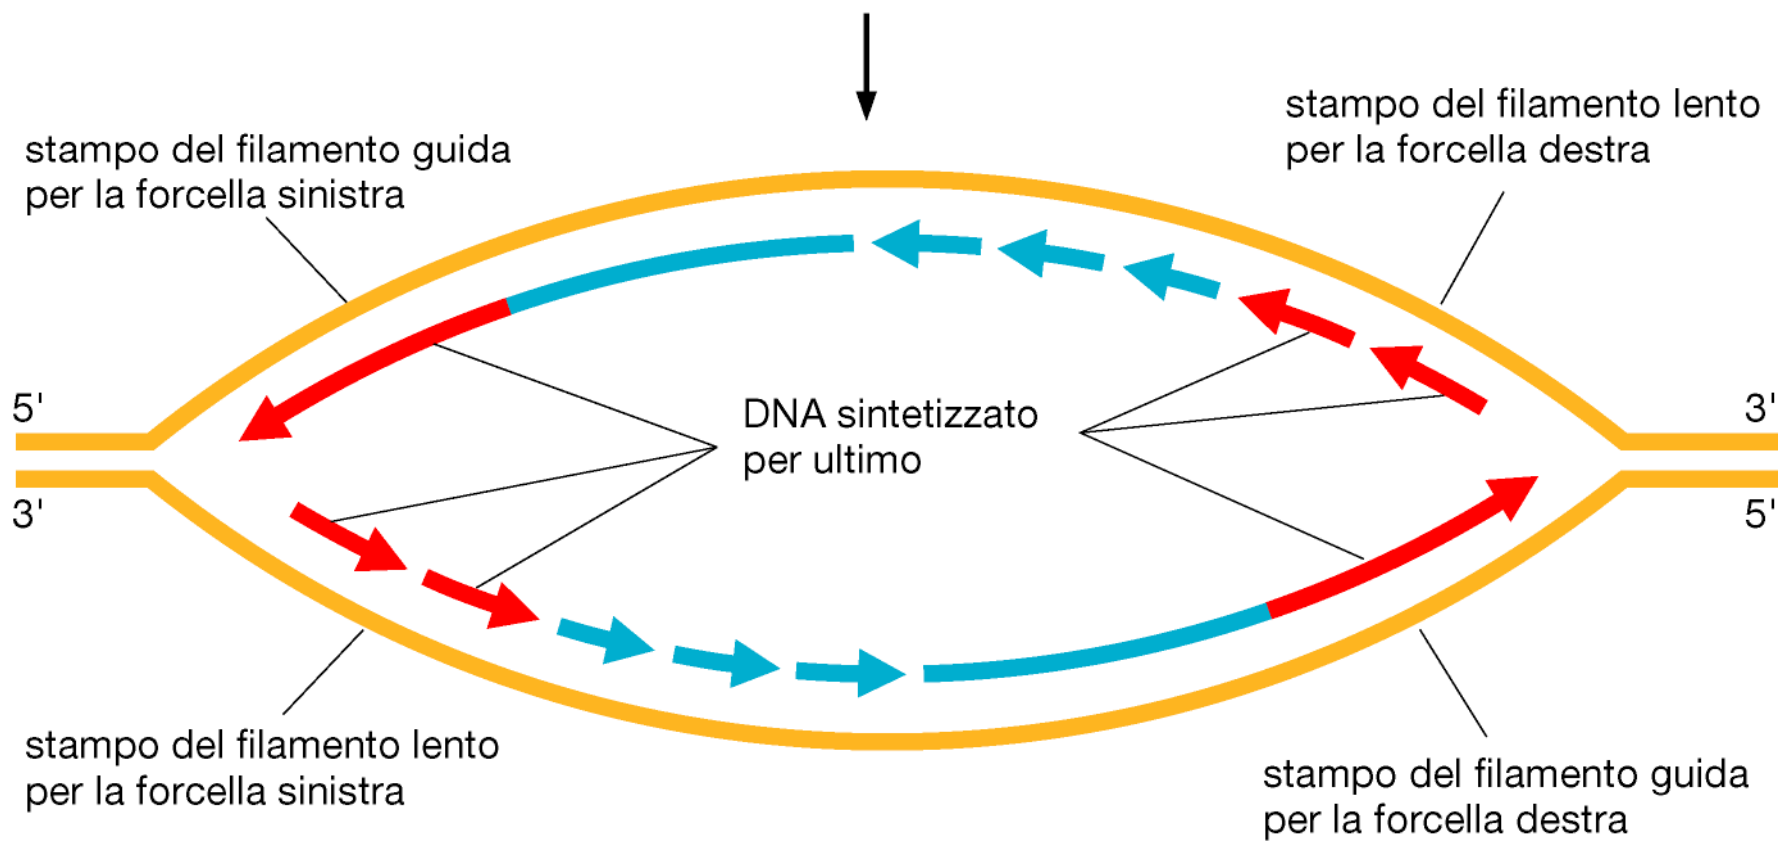 stampo del filamento guida
per la forcella sinistra
stampo del filamento lento
per la forcella destra
5'
3'
DNA sintetizzato
per ultimo
3'
5'
stampo del filamento lento
per la forcella sinistra
stampo del filamento guida
per la forcella destra